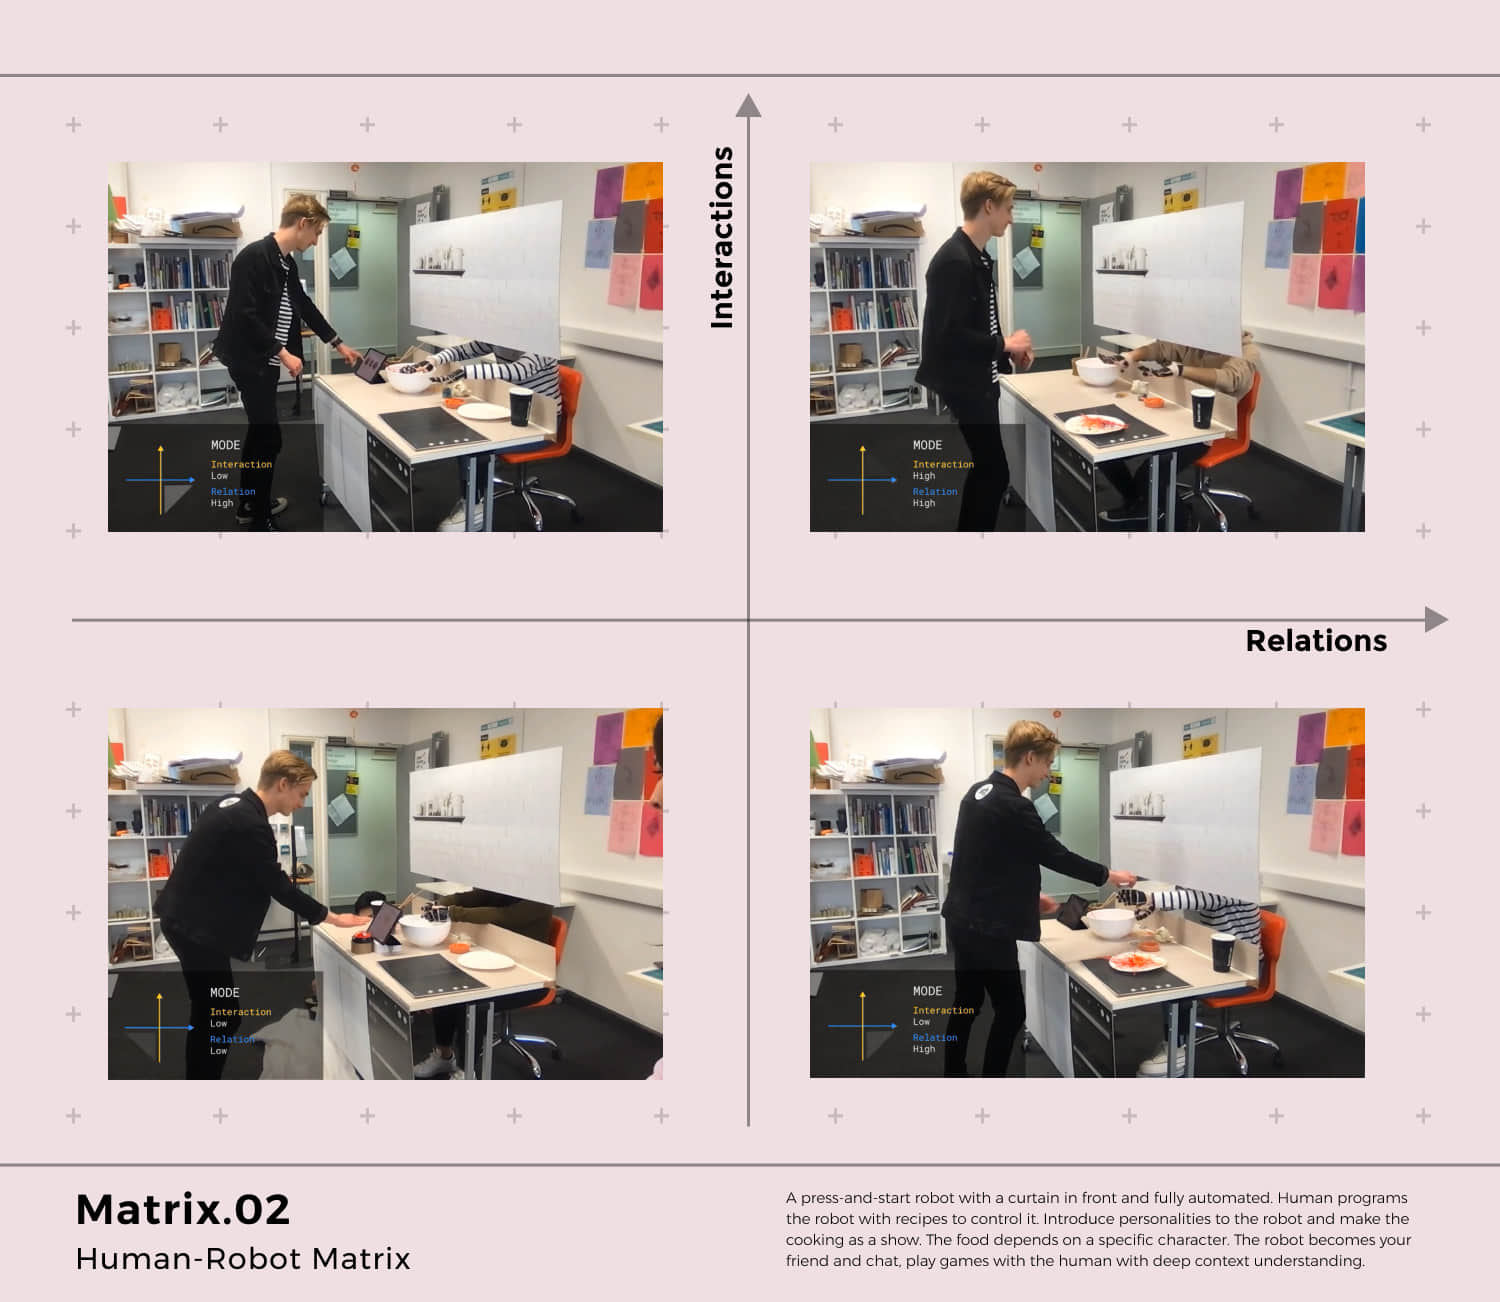 Interactions
MODE
Interaction
Low
Relation
High
MODE
Interaction
High
Relation
High
Relations
MODE
Interaction
Low
Relation
Low
MODE
Interaction
Low
Relation
High
Matrix.02
Human-Robot Matrix
A press-and-start robot with a curtain in front and fully automated. Human programs
the robot with recipes to control it. Introduce personalities to the robot and make the
cooking as a show. The food depends on a specific character. The robot becomes your
friend and chat, play games with the human with deep context understanding.